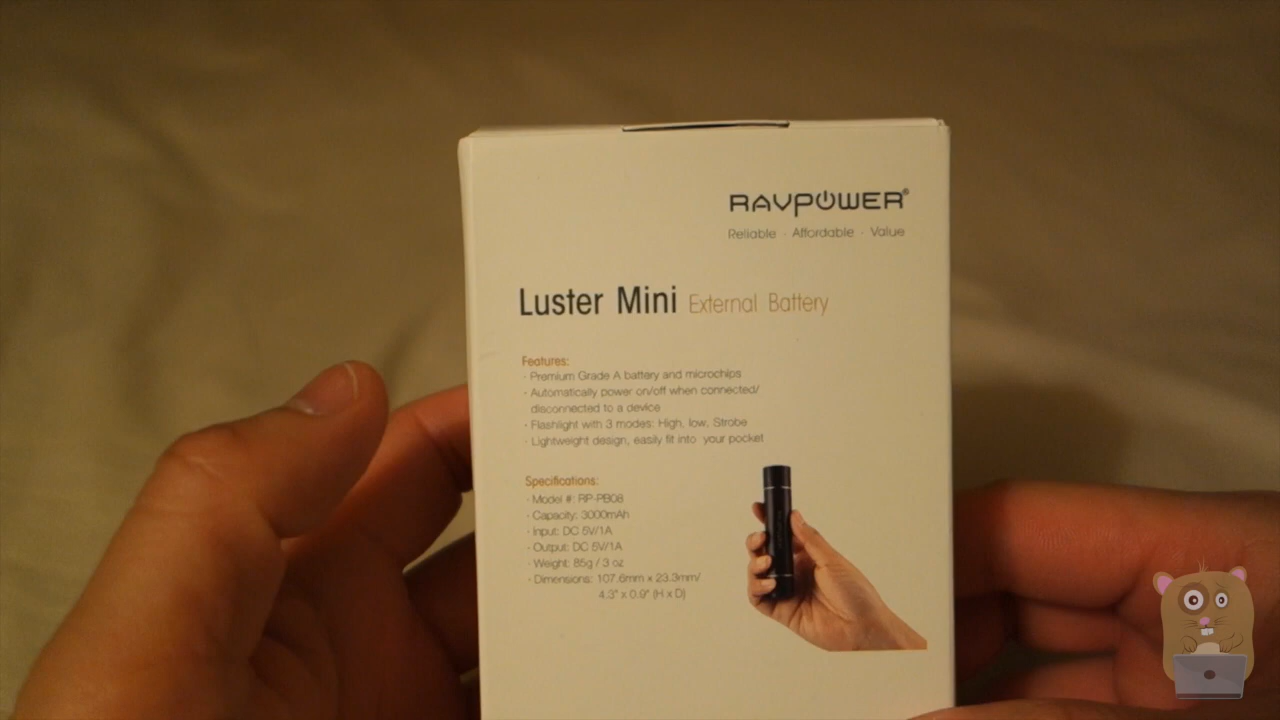 RAVPOWER®
Reliable · Affordable · Value
Luster Mini External Battery
Features:
· Premium Grade A battery and microchips
· Automatically power on/off when connected/
disconnected to a device
· Flashlight with 3 modes: High, low, Strobe
· Lightweight design, easily fit into your pocket
Specifications:
· Model #: RP-PB08
· Capacity: 3000mAh
· Input: DC 5V/1A
· Output: DC 5V/1A
· Weight: 85g / 3 oz
· Dimensions: 107.6mm x 23.3mm/
4.3" x 0.9" (H x D)